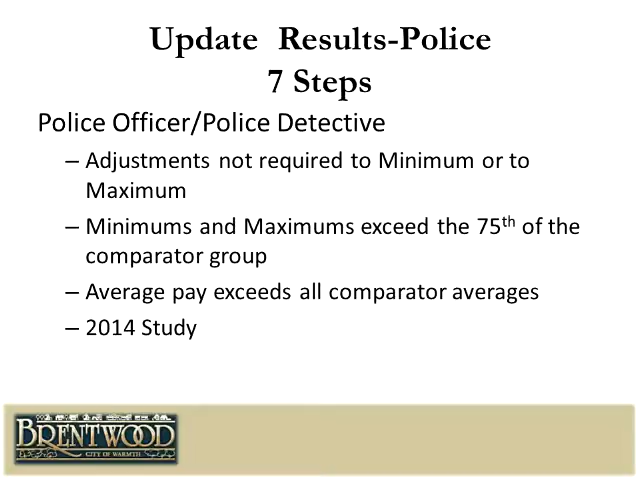 Update Results-Police
7 Steps
Police Officer/Police Detective
– Adjustments not required to Minimum or to
Maximum
– Minimums and Maximums exceed the 75th of the
comparator group
– Average pay exceeds all comparator averages
– 2014 Study
BRENTWOOD
CITY OF WARMTH